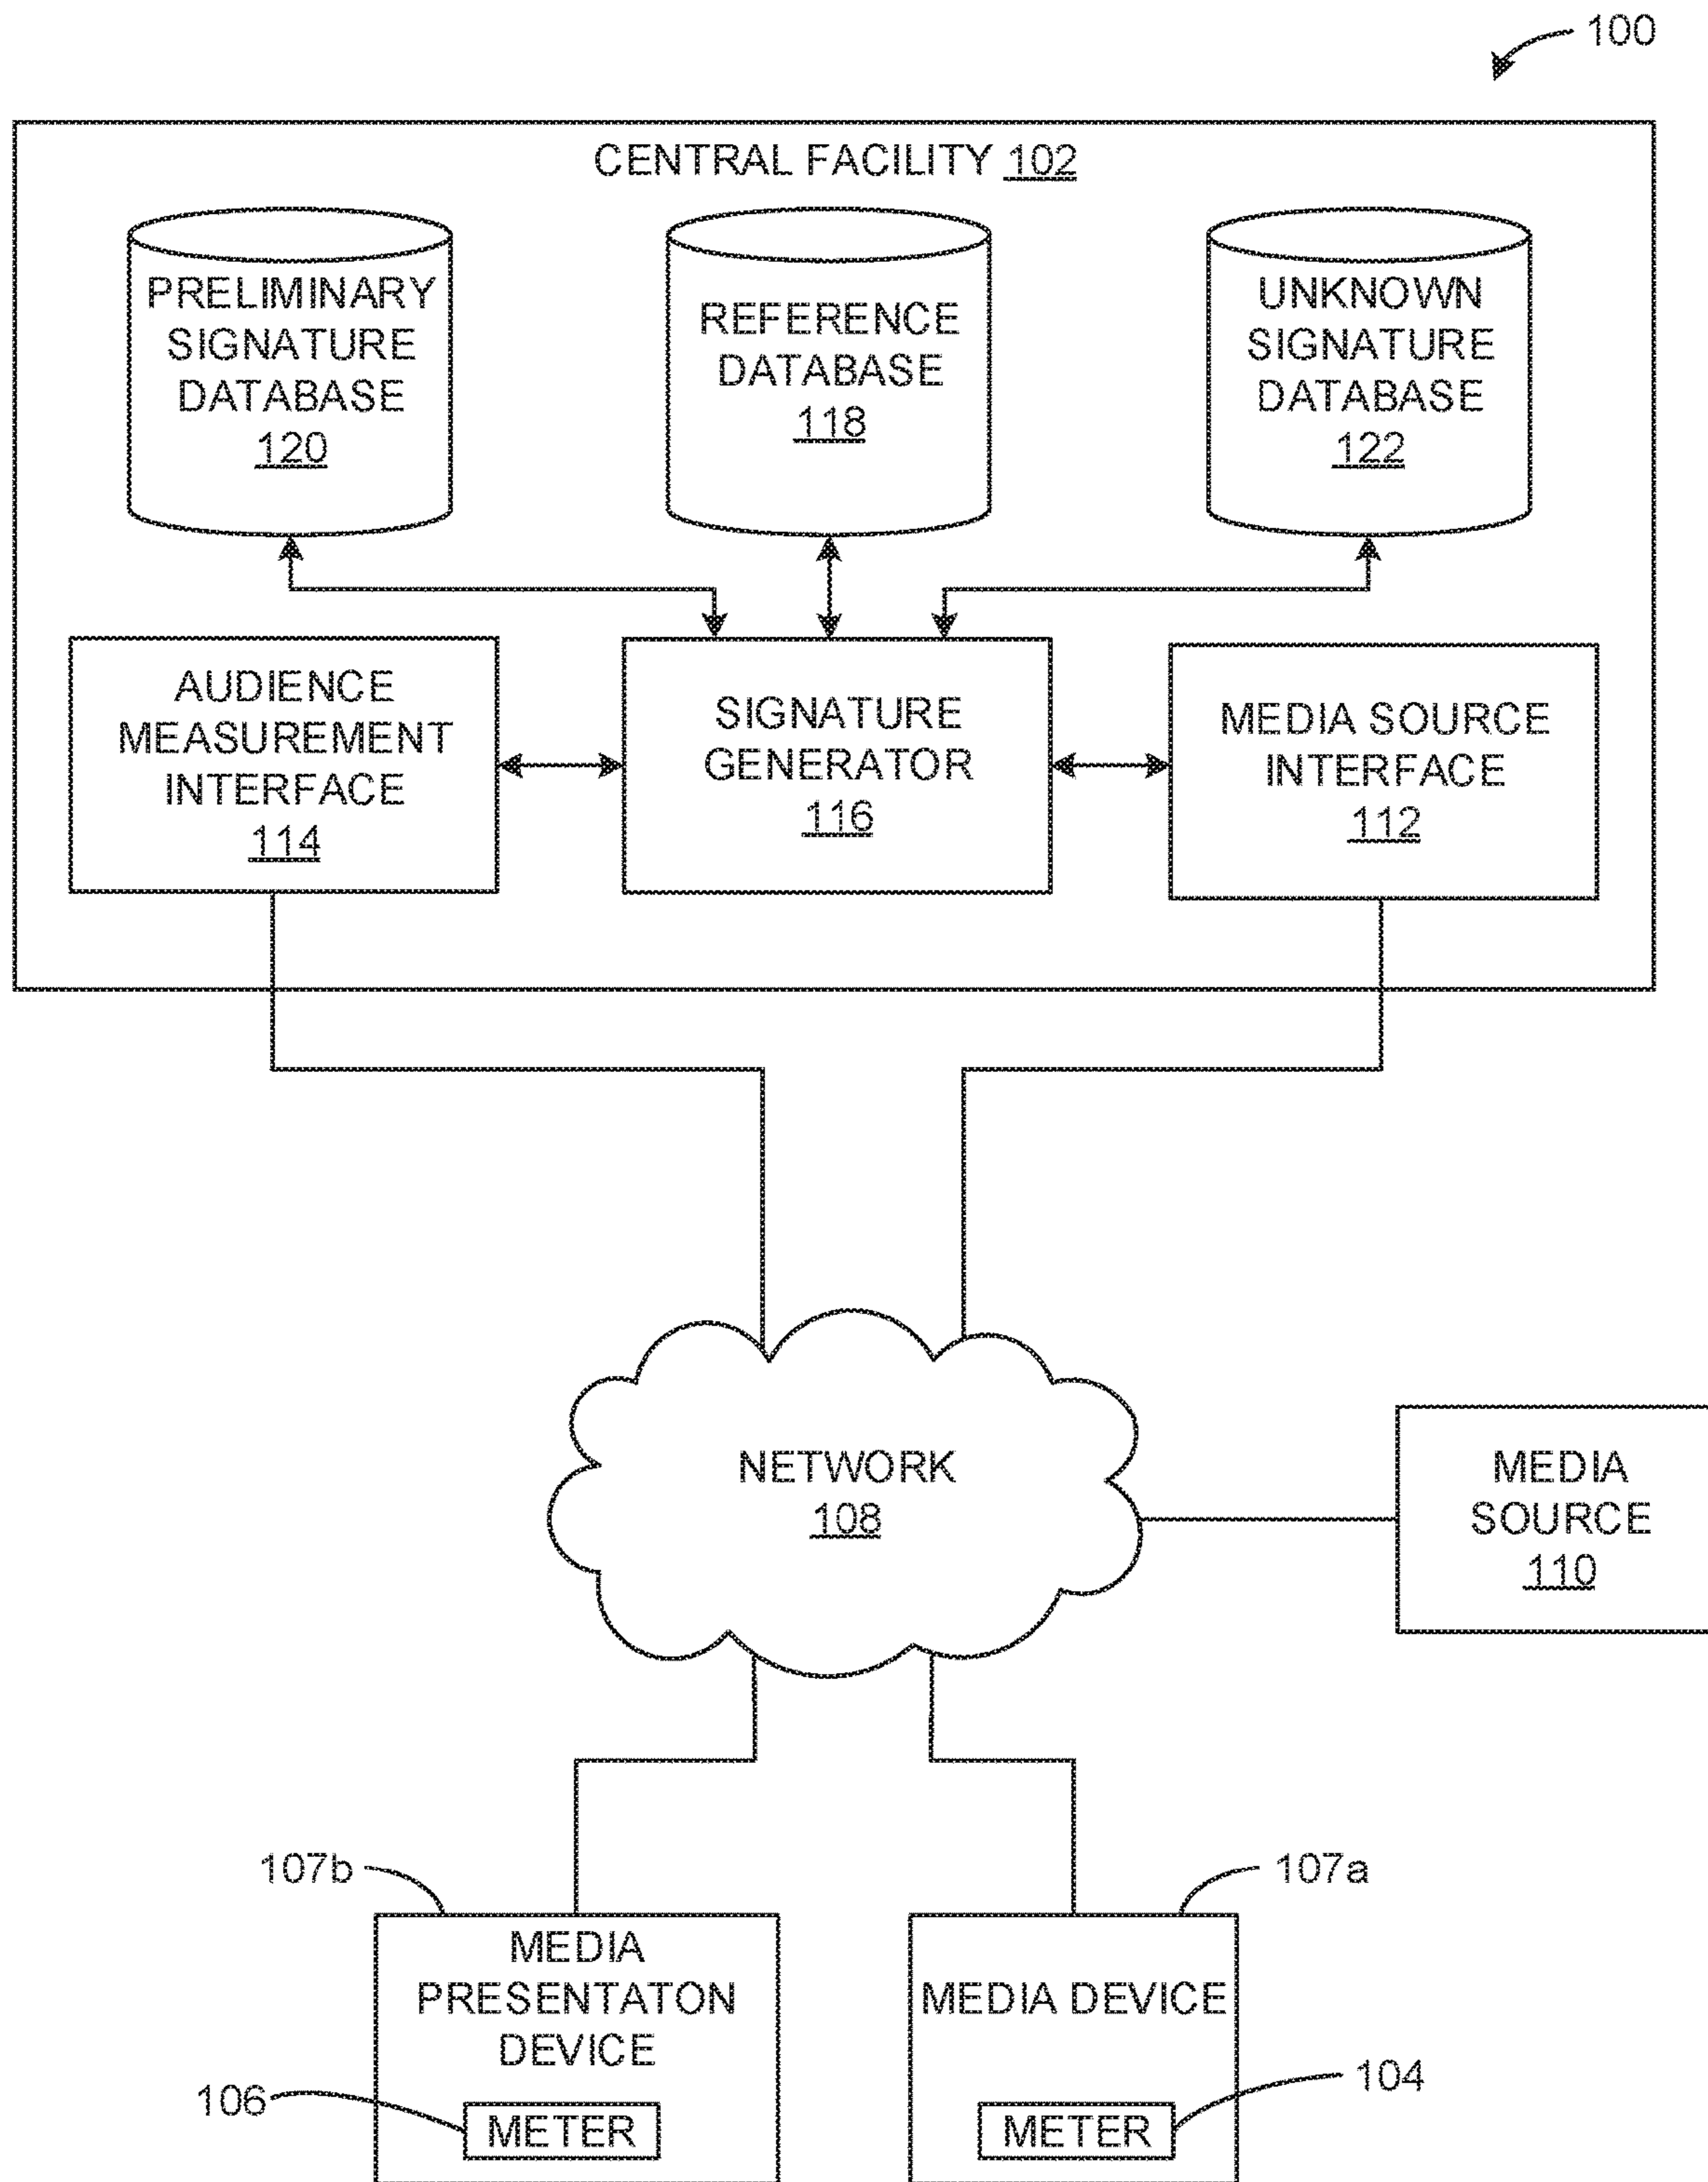 100
CENTRAL FACILITY 102
PRELIMINARY
SIGNATURE
DATABASE
120
REFERENCE
DATABASE
118
UNKNOWN
SIGNATURE
DATABASE
122
AUDIENCE
MEASUREMENT
INTERFACE
114
SIGNATURE
GENERATOR
116
MEDIA SOURCE
INTERFACE
112
NETWORK
108
MEDIA
SOURCE
110
107b
107a
MEDIA
PRESENTATON
DEVICE
106
METER
MEDIA DEVICE
104
METER